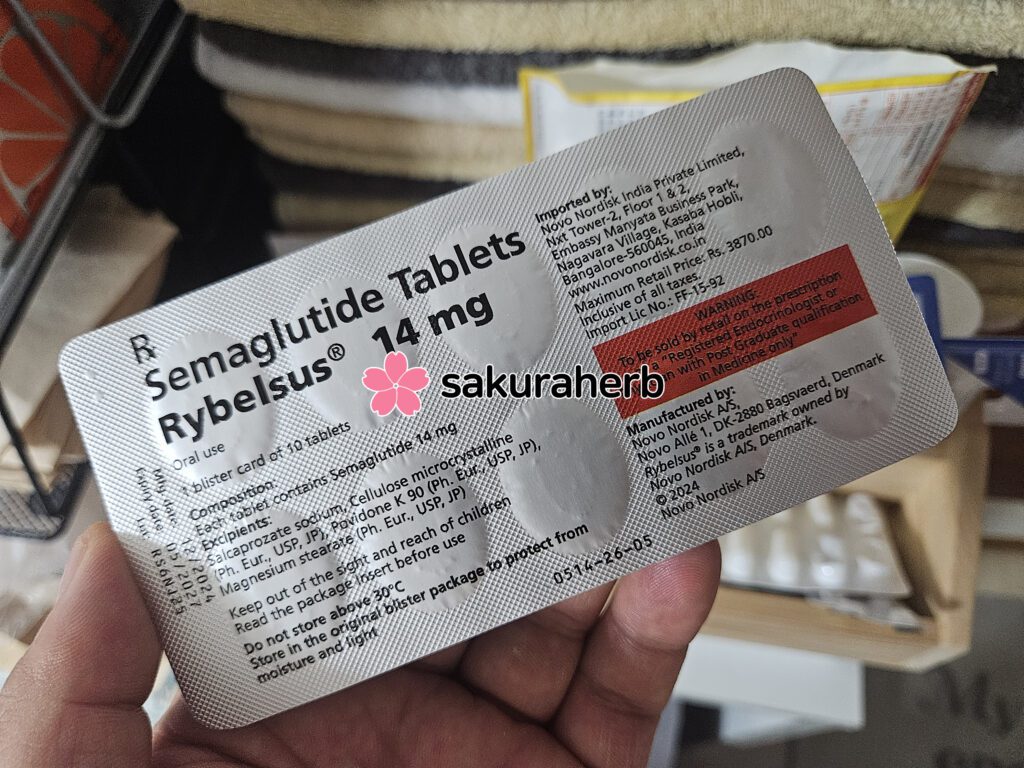 Rx
Semaglutide Tablets
Rybelsus® 14 mg
Oral use
1 blister card of 10 tablets
Composition
Each tablet contains Semaglutide 14 mg
Excipients:
Salcaprozate sodium, Cellulose microcrystalline
(Ph. Eur., USP, JP), Povidone K 90 (Ph. Eur., USP, JP),
Magnesium stearate (Ph. Eur., USP, JP)
Keep out of the sight and reach of children
Read the package insert before use
Do not store above 30°C
Store in the original blister package to protect from
moisture and light
Imported by:
Novo Nordisk India Private Limited,
Nxt Tower-2, Floor 1 & 2,
Embassy Manyata Business Park,
Nagavara Village, Kasaba Hobli,
Bangalore-560045, India
www.novonordisk.co.in
Maximum Retail Price: Rs. 3870.00
Inclusive of all taxes.
Import Lic No.: FF-15-92
WARNING:
To be sold by retail on the prescription
"Registered Endocrinologist or
n with Post Graduate qualification
in Medicine only"
Manufactured by:
Novo Nordisk A/S,
Novo Allé 1, DK-2880 Bagsvaerd, Denmark
Rybelsus® is a trademark owned by
Novo Nordisk A/S, Denmark.
© 2024
Novo Nordisk A/S
0514-26-05
sakuraherb
My